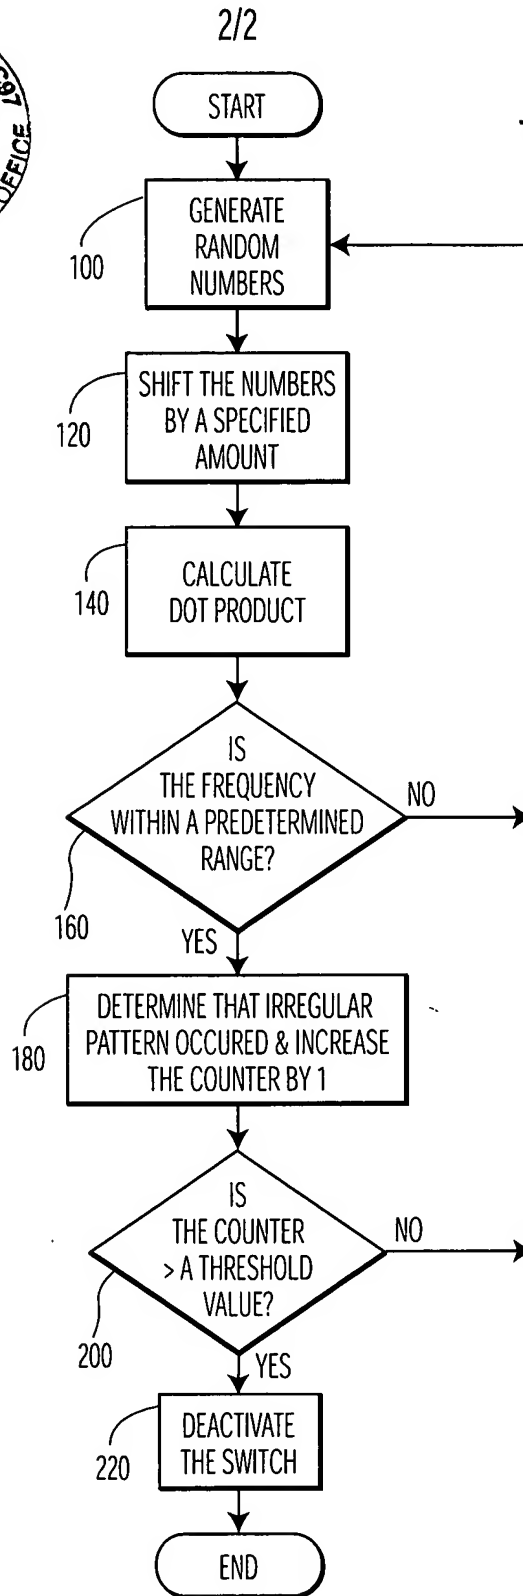 2/2
OFFICE
START
GENERATE
RANDOM
NUMBERS
100
SHIFT THE NUMBERS
BY A SPECIFIED
AMOUNT
120
CALCULATE
DOT PRODUCT
140
IS
THE FREQUENCY
WITHIN A PREDETERMINED
RANGE?
NO
160
YES
DETERMINE THAT IRREGULAR
PATTERN OCCURED & INCREASE
THE COUNTER BY 1
180
IS
THE COUNTER
> A THRESHOLD
VALUE?
NO
200
YES
DEACTIVATE
THE SWITCH
220
END